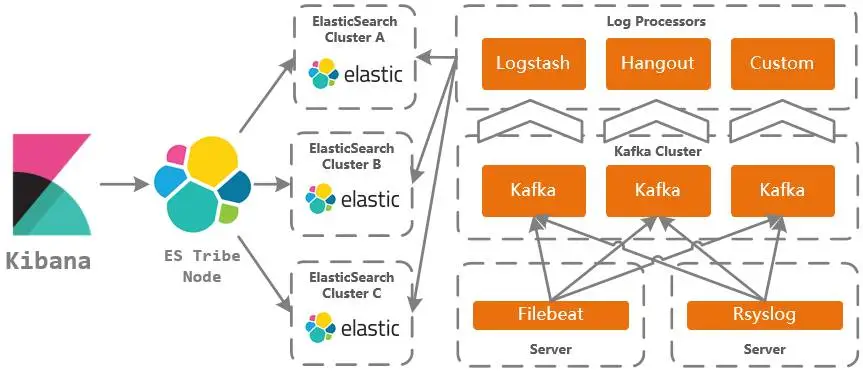 Kibana
ES Tribe
Node
ElasticSearch
Cluster A
elastic
ElasticSearch
Cluster B
elastic
ElasticSearch
Cluster C
elastic
Log Processors
Logstash
Hangout
Custom
Kafka Cluster
Kafka
Kafka
Kafka
Filebeat
Server
Rsyslog
Server